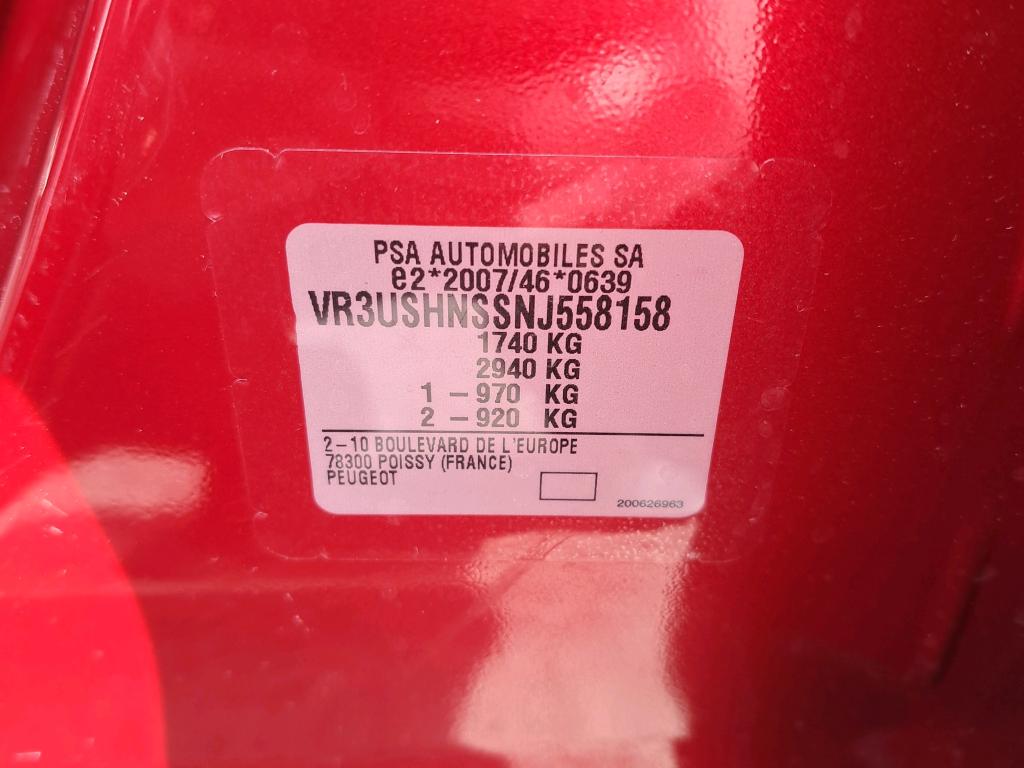 PSA AUTOMOBILES SA
e2*2007/46*0639
VR3USHNSSNJ558158
1740 KG
2940 KG
1 – 970 KG
2 – 920 KG
2 – 10 BOULEVARD DE L'EUROPE
78300 POISSY (FRANCE)
PEUGEOT
200626963